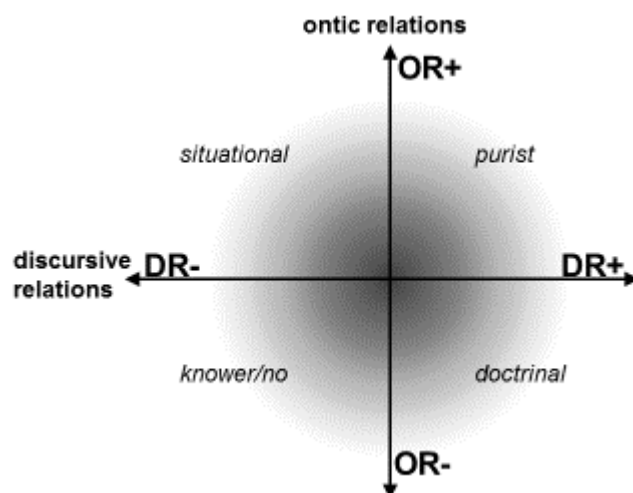 ontic relations
OR+
situational
purist
discursive
relations
DR-
DR+
knower/no
doctrinal
OR-